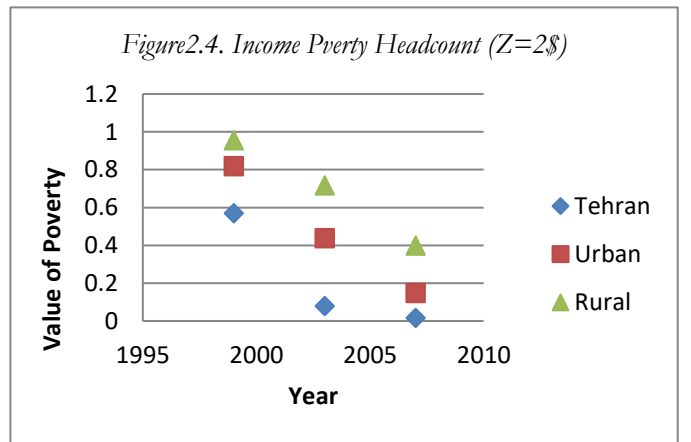 Figure2.4. Income Pverty Headcount (Z=2$)
1.2
1
0.8
0.6
0.4
0.2
0
1995 2000 2005 2010
Value of Poverty
Year
Tehran
Urban
Rural